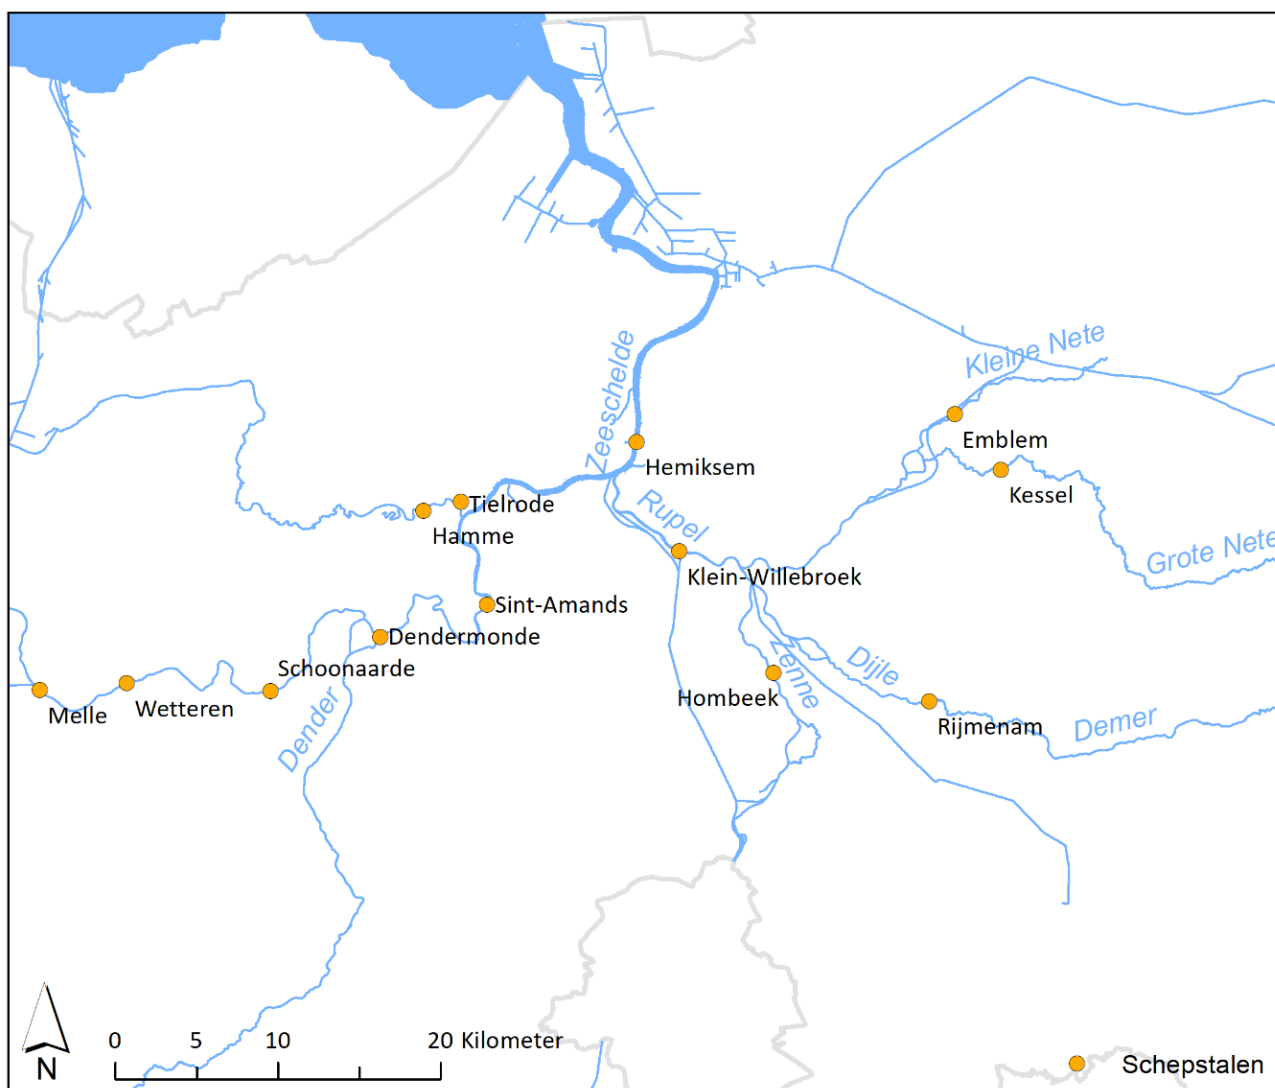 Kleine Nete
Zeeschelde
Emblem
Hemiksem
Kessel
Tielrode
Rupel
Hamme
Grote Nete
Klein-Willebroek
Sint-Amands
Dendermonde
Schoonaarde
Zenne
Dijle
Hombeek
Melle
Wetteren
Dender
Rijmenam
Demer
0 5 10 20 Kilometer
N
Schepstalen